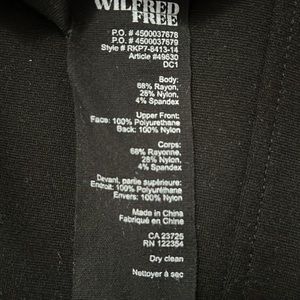 WILFRED
FREE
P.O. # 4500037678
P.O. # 4500037679
Style # RKP7-8413-14
Article #49630
DC1
Body:
68% Rayon,
28% Nylon,
4% Spandex
Upper Front:
Face: 100% Polyurethane
Back: 100% Nylon
Corps:
68% Rayonne,
28% Nylon,
4% Spandex
Devant, partie supérieure:
Endroit: 100% Polyuréthane
Envers: 100% Nylon
Made in China
Fabriqué en Chine
CA 23725
RN 122354
Dry clean
Nettoyer à sec